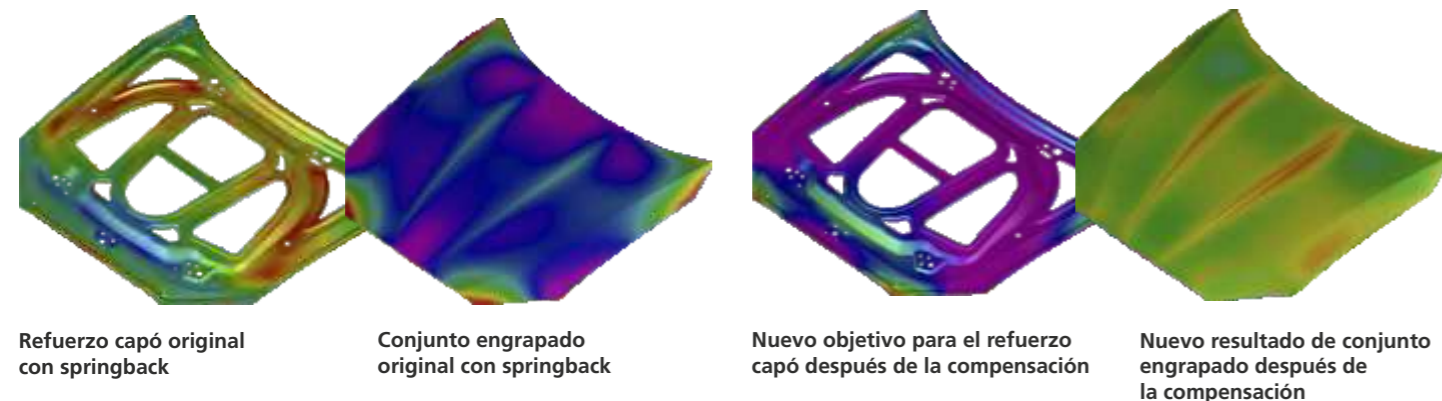 Refuerzo capó original
con springback
Conjunto engrapado
original con springback
Nuevo objetivo para el refuerzo
capó después de la compensación
Nuevo resultado de conjunto
engrapado después de
la compensación